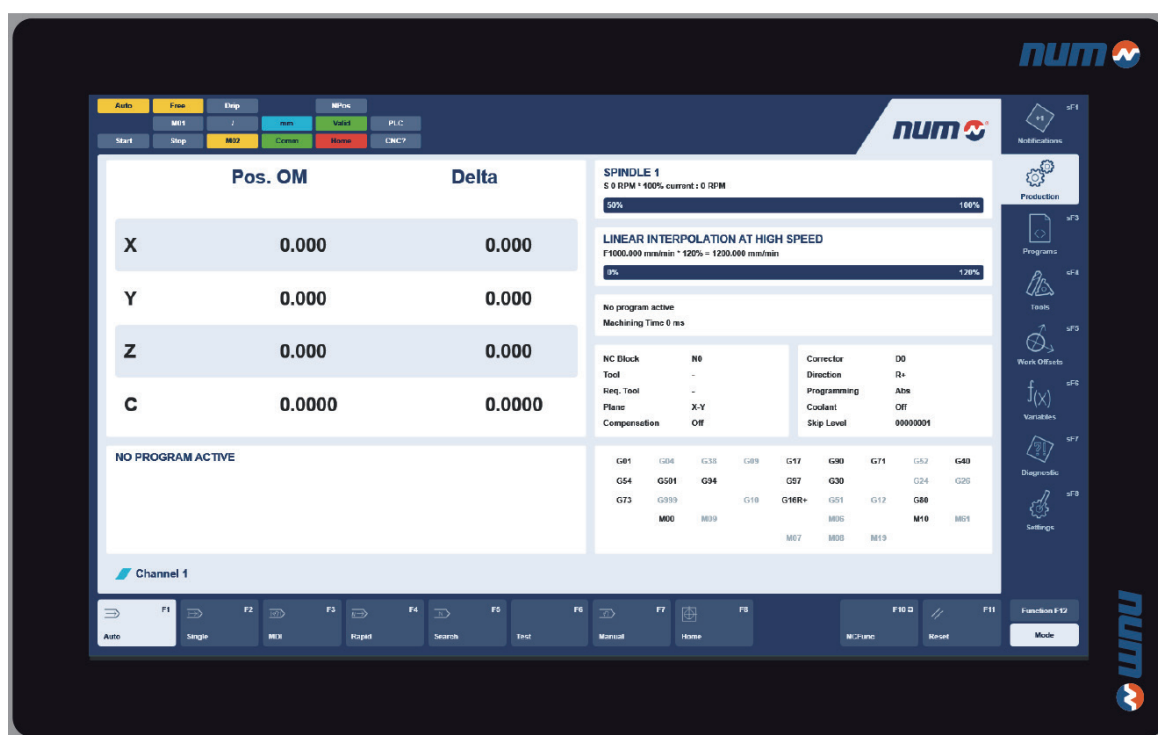 num
Auto Free Drip NPos
M01 / mm Valid PLC
Start Stop M02 Comm Home CNC7
num
+1 sF1
Notifications
Production
sF3
Programs
sF4
Tools
sF5
Work Offsets
f(x) sF6
Variables
sF7
Diagnostic
sF8
Settings
Pos. OM Delta
X 0.000 0.000
Y 0.000 0.000
Z 0.000 0.000
C 0.0000 0.0000
NO PROGRAM ACTIVE
SPINDLE 1
S 0 RPM * 100% current : 0 RPM
50% 100%
LINEAR INTERPOLATION AT HIGH SPEED
F1000.000 mm/min * 120% = 1200.000 mm/min
0% 120%
No program active
Machining Time 0 ms
NC Block N0
Tool -
Req. Tool -
Plane X-Y
Compensation Off
Corrector D0
Direction R+
Programming Abs
Coolant Off
Skip Level 00000001
G01 G04 G38 G09 G17 G90 G71 G52 G40
G54 G501 G94 G97 G30 G24 G26
G73 G999 G10 G16R+ G51 G12 G80
M00 M09 M06 M10 M61
M07 M08 M19
Channel 1
F1 F2 F3 F4 F5 F6 F7 F8 F10 F11 Function F12
Auto Single MDI Rapid Search Test Manual Home NCFunc Reset Mode
num